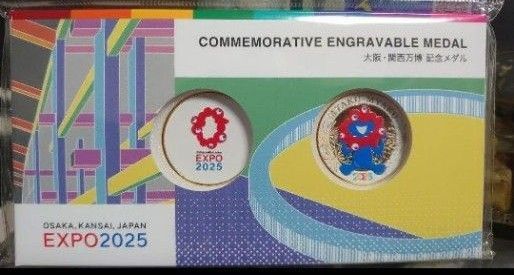 COMMEMORATIVE ENGRAVABLE MEDAL
大阪・関西万博 記念メダル
EXPO
2025
2025
OSAKA, KANSAI, JAPAN
EXPO2025